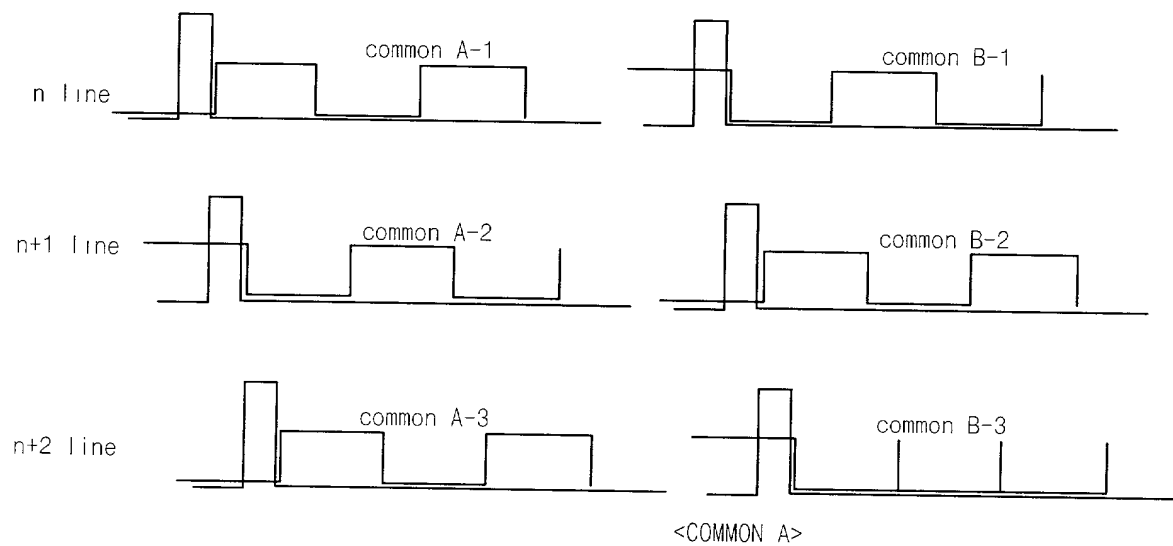 common A-1
common B-1
n line
common A-2
common B-2
n+1 line
common A-3
common B-3
n+2 line
<COMMON A>